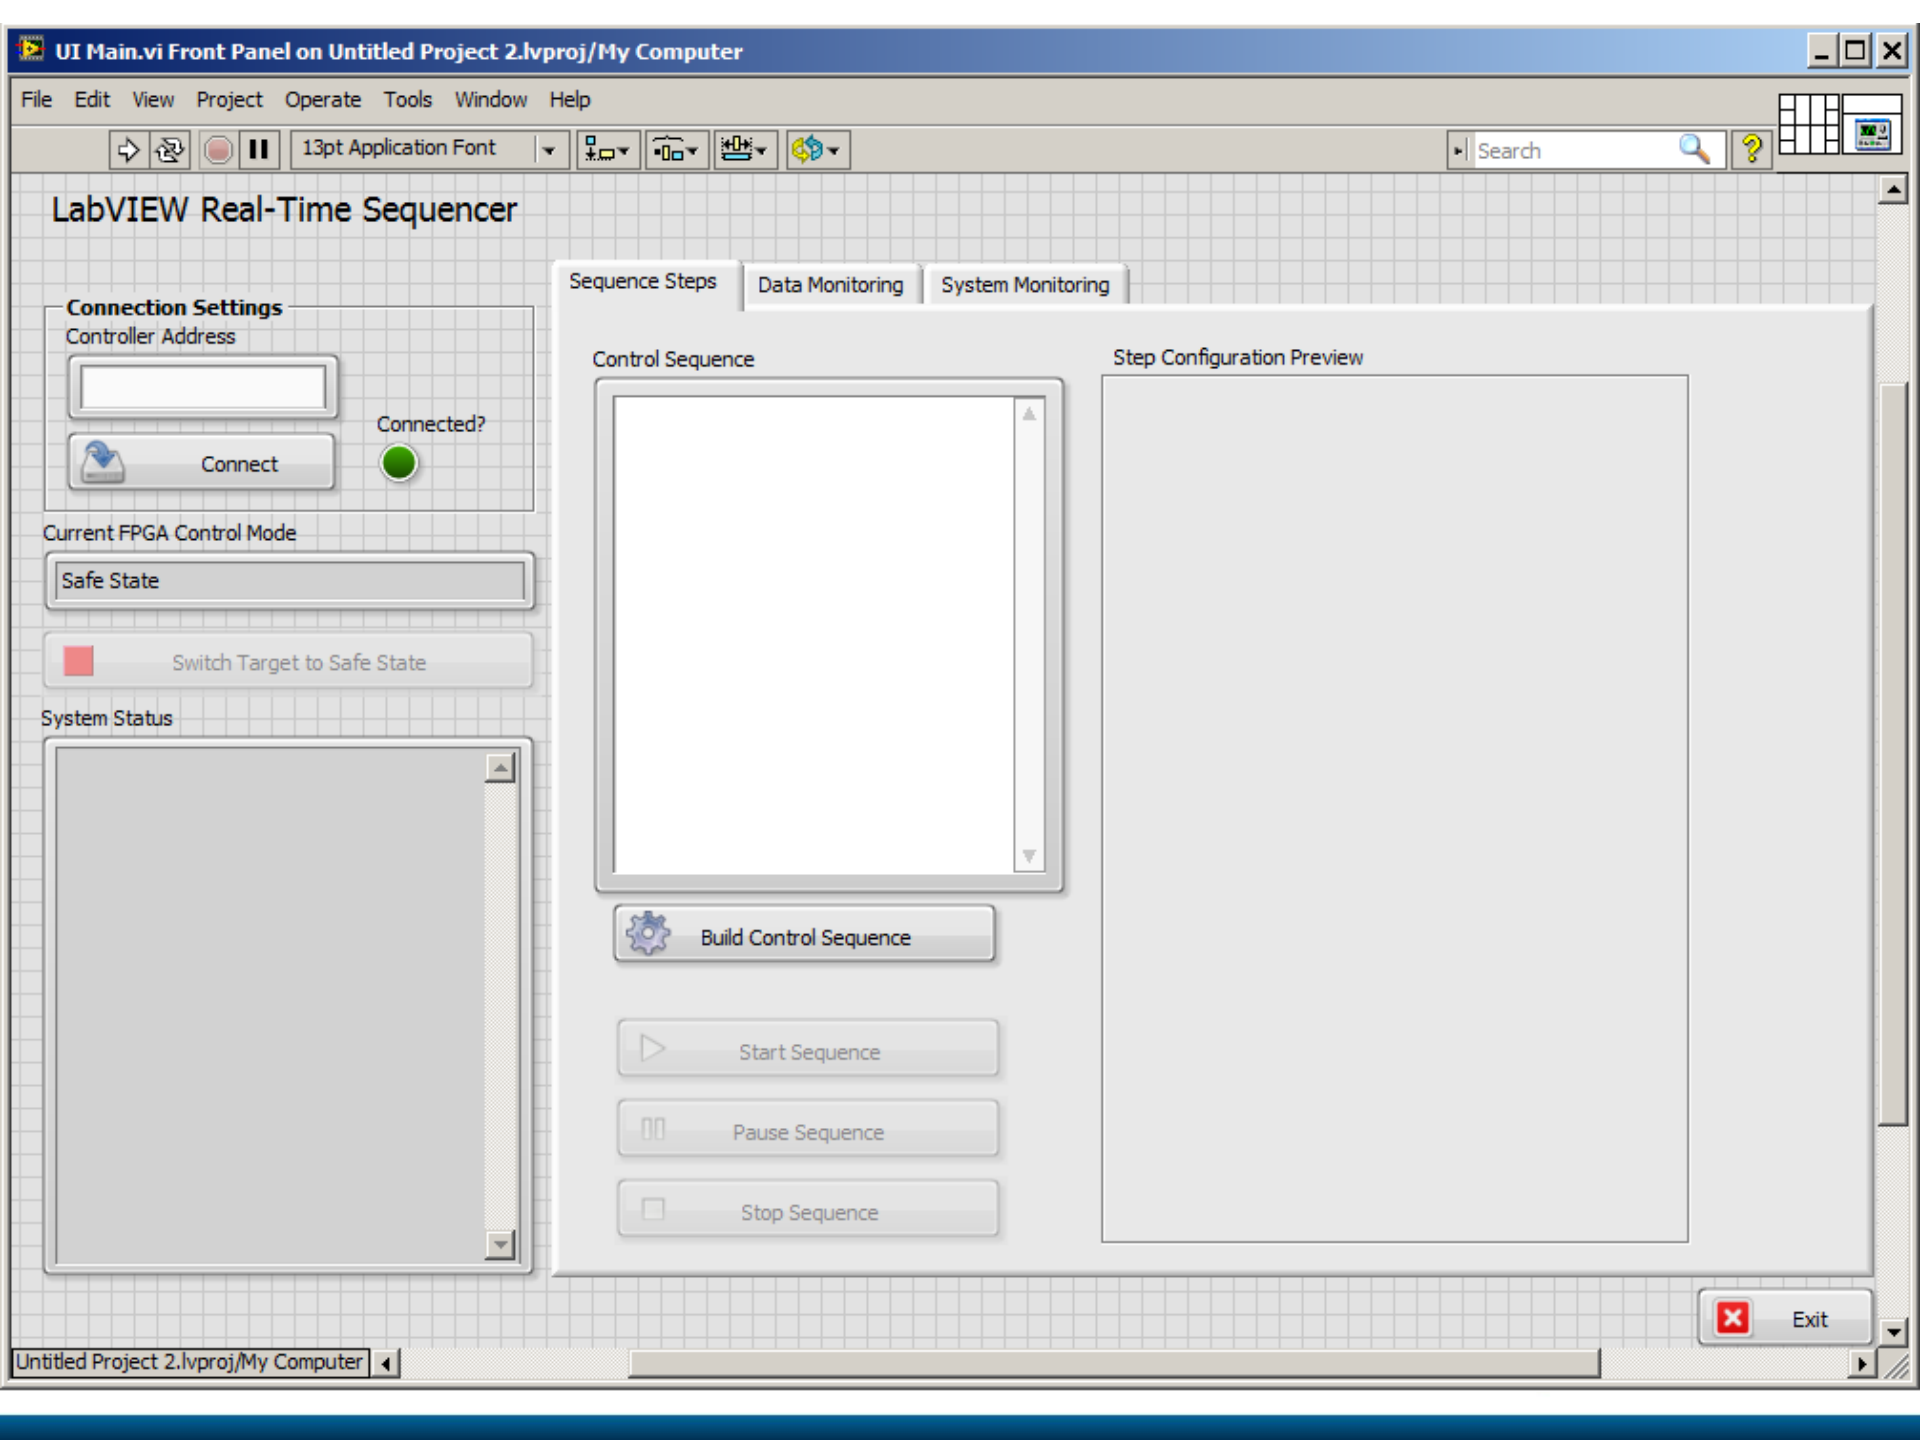 UI Main.vi Front Panel on Untitled Project 2.lvproj/My Computer
File Edit View Project Operate Tools Window Help
13pt Application Font
Search
LabVIEW Real-Time Sequencer
Sequence Steps
Data Monitoring
System Monitoring
Connection Settings
Controller Address
Connected?
Connect
Current FPGA Control Mode
Safe State
Switch Target to Safe State
System Status
Control Sequence
Step Configuration Preview
Build Control Sequence
Start Sequence
Pause Sequence
Stop Sequence
Exit
Untitled Project 2.lvproj/My Computer